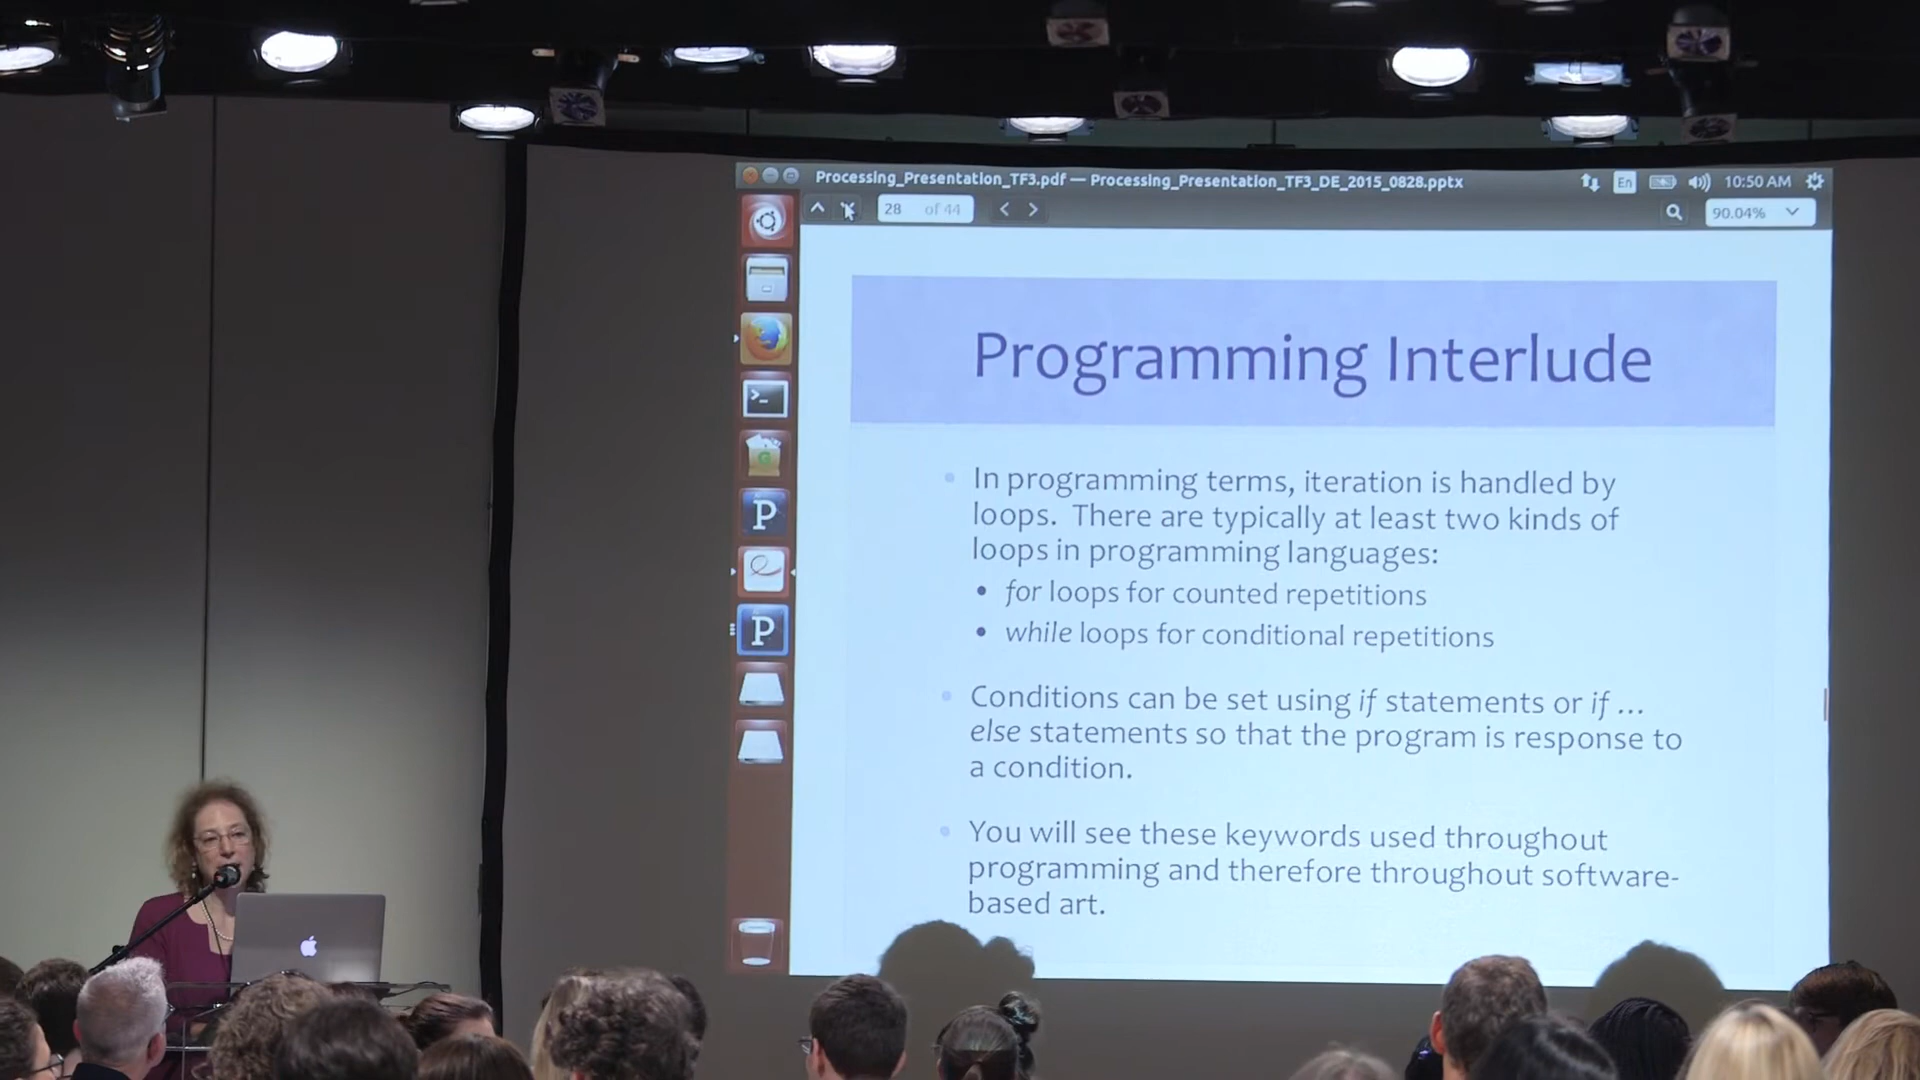 Processing_Presentation_TF3.pdf — Processing_Presentation_TF3_DE_2015_0828.pptx
En
10:50 AM
28 of 44
90.04%
Programming Interlude
In programming terms, iteration is handled by
loops. There are typically at least two kinds of
loops in programming languages:
• for loops for counted repetitions
• while loops for conditional repetitions
Conditions can be set using if statements or if ...
else statements so that the program is response to
a condition.
You will see these keywords used throughout
programming and therefore throughout software-
based art.
>_
G
P
P